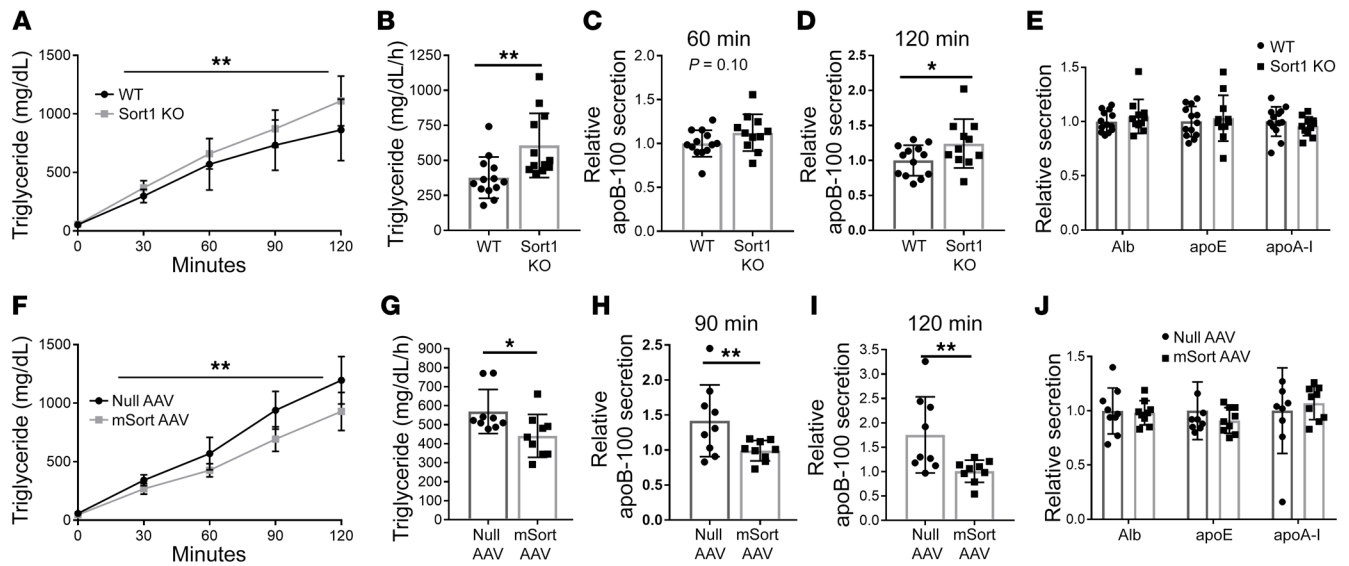 A
Triglyceride (mg/dL)
1500
1000
500
0
**
WT
Sort1 KO
0 30 60 90 120
Minutes
B
Triglyceride (mg/dL/h)
1250
1000
750
500
250
0
**
WT Sort1
KO
C
60 min
P = 0.10
Relative
apoB-100 secretion
2.0
1.5
1.0
0.5
0.0
WT Sort1
KO
D
120 min
*
Relative
apoB-100 secretion
2.5
2.0
1.5
1.0
0.5
0.0
WT Sort1
KO
E
WT
Sort1 KO
Relative secretion
1.5
1.0
0.5
0.0
Alb apoE apoA-I
F
Triglyceride (mg/dL)
1500
1000
500
0
**
Null AAV
mSort AAV
0 30 60 90 120
Minutes
G
Triglyceride (mg/dL/h)
900
800
700
600
500
400
300
200
100
0
*
Null mSort
AAV AAV
H
90 min
**
Relative
apoB-100 secretion
2.5
2.0
1.5
1.0
0.5
0.0
Null mSort
AAV AAV
I
120 min
**
Relative
apoB-100 secretion
3.5
3.0
2.5
2.0
1.5
1.0
0.5
0.0
Null mSort
AAV AAV
J
Null AAV
mSort AAV
Relative secretion
1.5
1.0
0.5
0.0
Alb apoE apoA-I